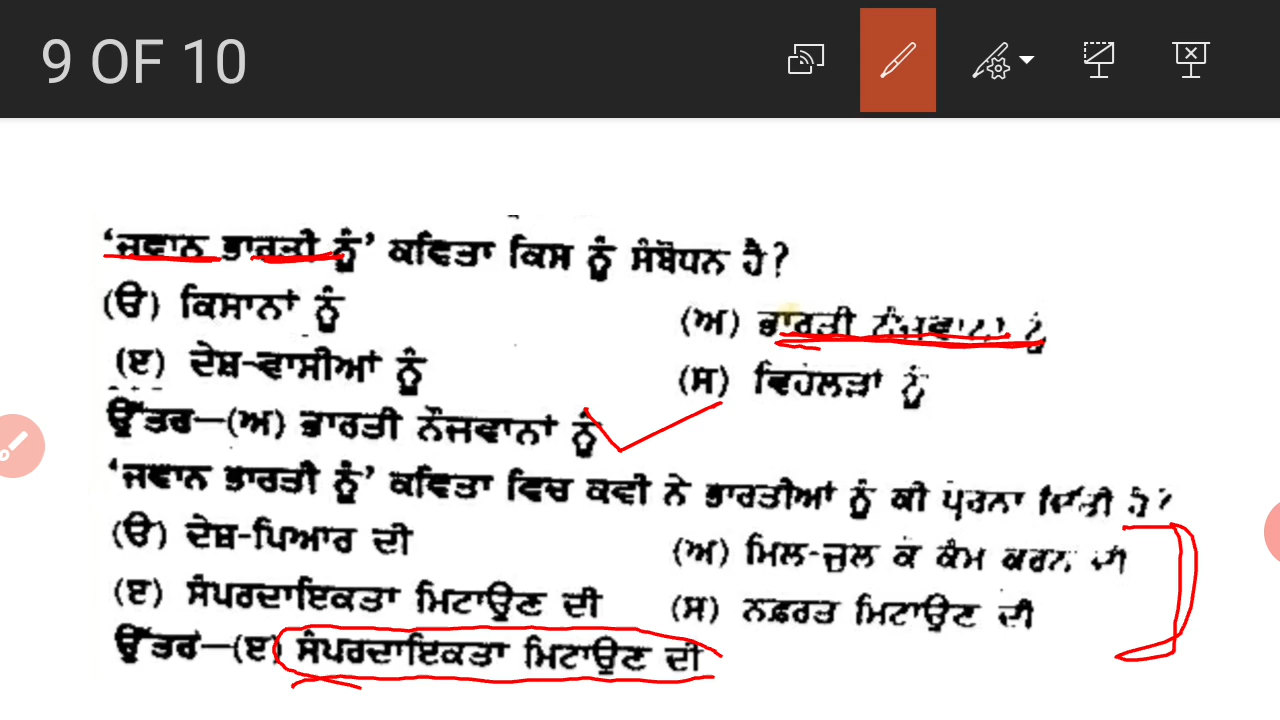 9 OF 10
'ਜਵਾਨ ਭਾਰਤੀ ਨੂੰ' ਕਵਿਤਾ ਕਿਸ ਨੂੰ ਸੰਬੋਧਨ ਹੈ?
(ੳ) ਕਿਸਾਨਾਂ ਨੂੰ (ਅ) ਭਾਰਤੀ ਨੌਜਵਾਨਾਂ ਨੂੰ
(ੲ) ਦੇਸ਼-ਵਾਸੀਆਂ ਨੂੰ (ਸ) ਵਿਹਲੜਾਂ ਨੂੰ
ਉੱਤਰ—(ਅ) ਭਾਰਤੀ ਨੌਜਵਾਨਾਂ ਨੂੰ
'ਜਵਾਨ ਭਾਰਤੀ ਨੂੰ' ਕਵਿਤਾ ਵਿਚ ਕਵੀ ਨੇ ਭਾਰਤੀਆਂ ਨੂੰ ਕੀ ਪ੍ਰੇਰਨਾ ਦਿੱਤੀ ਹੈ?
(ੳ) ਦੇਸ਼-ਪਿਆਰ ਦੀ (ਅ) ਮਿਲ-ਜੁਲ ਕੇ ਕੰਮ ਕਰਨ ਦੀ
(ੲ) ਸੰਪਰਦਾਇਕਤਾ ਮਿਟਾਉਣ ਦੀ (ਸ) ਨਫ਼ਰਤ ਮਿਟਾਉਣ ਦੀ
ਉੱਤਰ—(ੲ) ਸੰਪਰਦਾਇਕਤਾ ਮਿਟਾਉਣ ਦੀ